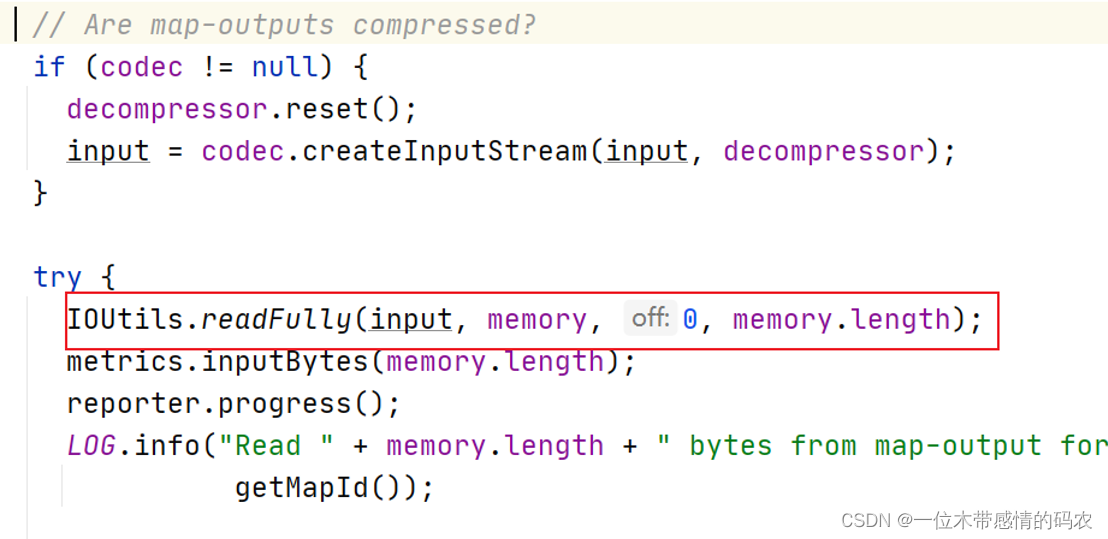 // Are map-outputs compressed?
if (codec != null) {
decompressor.reset();
input = codec.createInputStream(input, decompressor);
}
try {
IOUtils.readFully(input, memory, off: 0, memory.length);
metrics.inputBytes(memory.length);
reporter.progress();
LOG.info("Read " + memory.length + " bytes from map-output for
getMapId());
CSDN @一位木带感情的码农